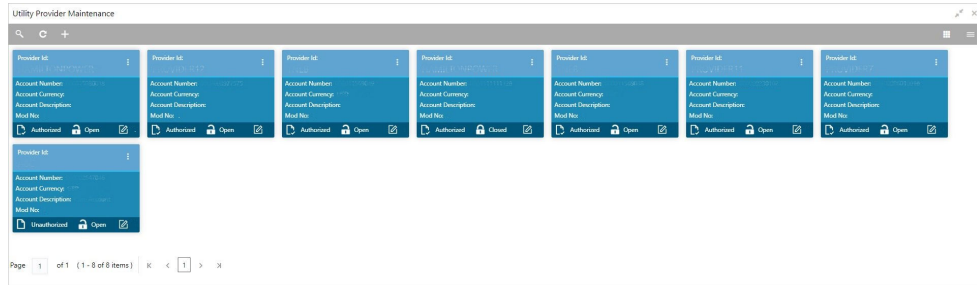 Utility Provider Maintenance
Provider Id: Provider Id: Provider Id: Provider Id: Provider Id: Provider Id: Provider Id:
Account Number: Account Number: Account Number: Account Number: Account Number: Account Number: Account Number:
Account Currency: Account Currency: Account Currency: Account Currency: Account Currency: Account Currency: Account Currency:
Account Description: Account Description: Account Description: Account Description: Account Description: Account Description: Account Description:
Mod No: Mod No: Mod No: Mod No: Mod No: Mod No: Mod No:
Authorized Open Authorized Open Authorized Open Authorized Closed Authorized Open Authorized Open Authorized Open
Provider Id:
Account Number:
Account Currency:
Account Description:
Mod No:
Unauthorized Open
Page 1 of 1 ( 1 - 8 of 8 items ) 1